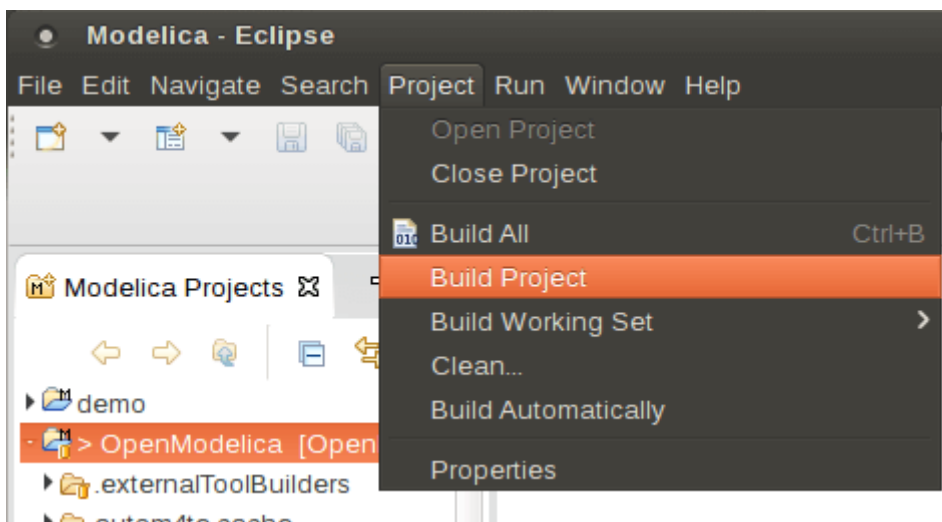 Modelica - Eclipse
File Edit Navigate Search Project Run Window Help
Open Project
Close Project
Build All Ctrl+B
Build Project
Build Working Set
Clean...
Build Automatically
Properties
Modelica Projects
demo
> OpenModelica [Open
.externalToolBuilders